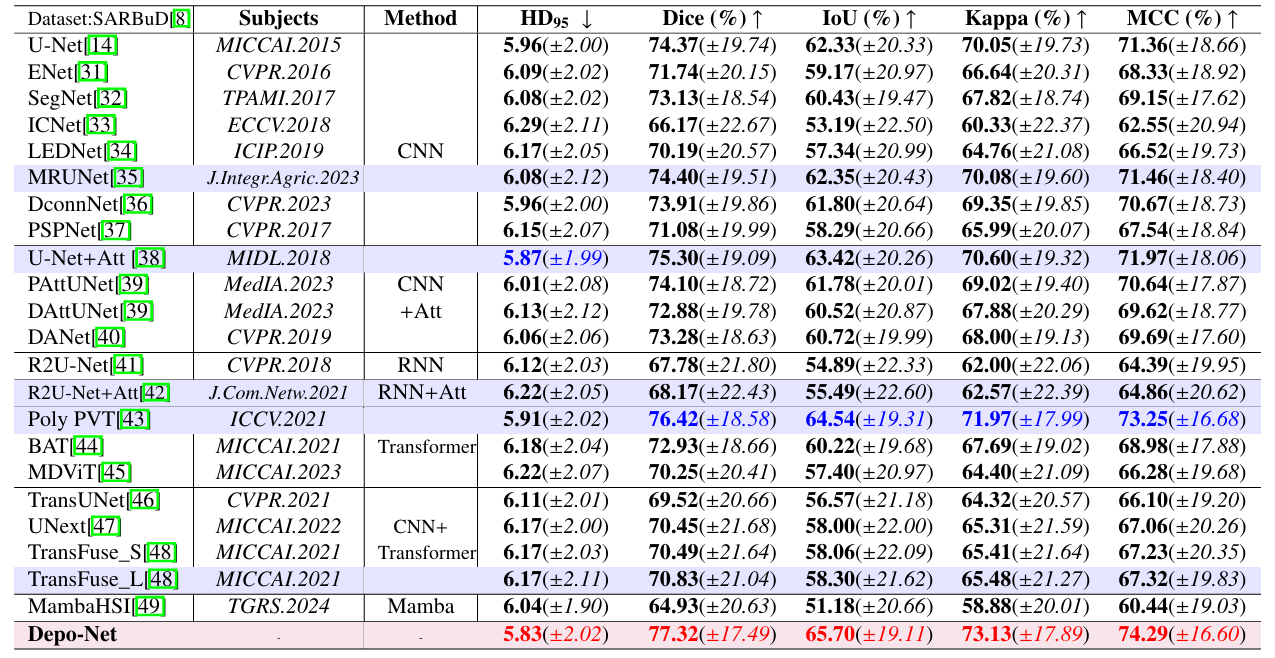 Dataset:SARBuD[8] Subjects Method HD95 ↓ Dice (%) ↑ IoU (%) ↑ Kappa (%) ↑ MCC (%) ↑
U-Net[14] MICCAI.2015 5.96(±2.00) 74.37(±19.74) 62.33(±20.33) 70.05(±19.73) 71.36(±18.66)
ENet[31] CVPR.2016 6.09(±2.02) 71.74(±20.15) 59.17(±20.97) 66.64(±20.31) 68.33(±18.92)
SegNet[32] TPAMI.2017 6.08(±2.02) 73.13(±18.54) 60.43(±19.47) 67.82(±18.74) 69.15(±17.62)
ICNet[33] ECCV.2018 6.29(±2.11) 66.17(±22.67) 53.19(±22.50) 60.33(±22.37) 62.55(±20.94)
LEDNet[34] ICIP.2019 CNN 6.17(±2.05) 70.19(±20.57) 57.34(±20.99) 64.76(±21.08) 66.52(±19.73)
MRUNet[35] J.Integr.Agric.2023 6.08(±2.12) 74.40(±19.51) 62.35(±20.43) 70.08(±19.60) 71.46(±18.40)
DconnNet[36] CVPR.2023 5.96(±2.00) 73.91(±19.86) 61.80(±20.64) 69.35(±19.85) 70.67(±18.73)
PSPNet[37] CVPR.2017 6.15(±2.07) 71.08(±19.99) 58.29(±20.66) 65.99(±20.07) 67.54(±18.84)
U-Net+Att [38] MIDL.2018 5.87(±1.99) 75.30(±19.09) 63.42(±20.26) 70.60(±19.32) 71.97(±18.06)
PAttUNet[39] MedIA.2023 CNN 6.01(±2.08) 74.10(±18.72) 61.78(±20.01) 69.02(±19.40) 70.64(±17.87)
DAttUNet[39] MedIA.2023 +Att 6.13(±2.12) 72.88(±19.78) 60.52(±20.87) 67.88(±20.29) 69.62(±18.77)
DANet[40] CVPR.2019 6.06(±2.06) 73.28(±18.63) 60.72(±19.99) 68.00(±19.13) 69.69(±17.60)
R2U-Net[41] CVPR.2018 RNN 6.12(±2.03) 67.78(±21.80) 54.89(±22.33) 62.00(±22.06) 64.39(±19.95)
R2U-Net+Att[42] J.Com.Netw.2021 RNN+Att 6.22(±2.05) 68.17(±22.43) 55.49(±22.60) 62.57(±22.39) 64.86(±20.62)
Poly PVT[43] ICCV.2021 5.91(±2.02) 76.42(±18.58) 64.54(±19.31) 71.97(±17.99) 73.25(±16.68)
BAT[44] MICCAI.2021 Transformer 6.18(±2.04) 72.93(±18.66) 60.22(±19.68) 67.69(±19.02) 68.98(±17.88)
MDViT[45] MICCAI.2023 6.22(±2.07) 70.25(±20.41) 57.40(±20.97) 64.40(±21.09) 66.28(±19.68)
TransUNet[46] CVPR.2021 6.11(±2.01) 69.52(±20.66) 56.57(±21.18) 64.32(±20.57) 66.10(±19.20)
UNext[47] MICCAI.2022 CNN+ 6.17(±2.00) 70.45(±21.68) 58.00(±22.00) 65.31(±21.59) 67.06(±20.26)
TransFuse_S[48] MICCAI.2021 Transformer 6.17(±2.03) 70.49(±21.64) 58.06(±22.09) 65.41(±21.64) 67.23(±20.35)
TransFuse_L[48] MICCAI.2021 6.17(±2.11) 70.83(±21.04) 58.30(±21.62) 65.48(±21.27) 67.32(±19.83)
MambaHSI[49] TGRS.2024 Mamba 6.04(±1.90) 64.93(±20.63) 51.18(±20.66) 58.88(±20.01) 60.44(±19.03)
Depo-Net - - 5.83(±2.02) 77.32(±17.49) 65.70(±19.11) 73.13(±17.89) 74.29(±16.60)